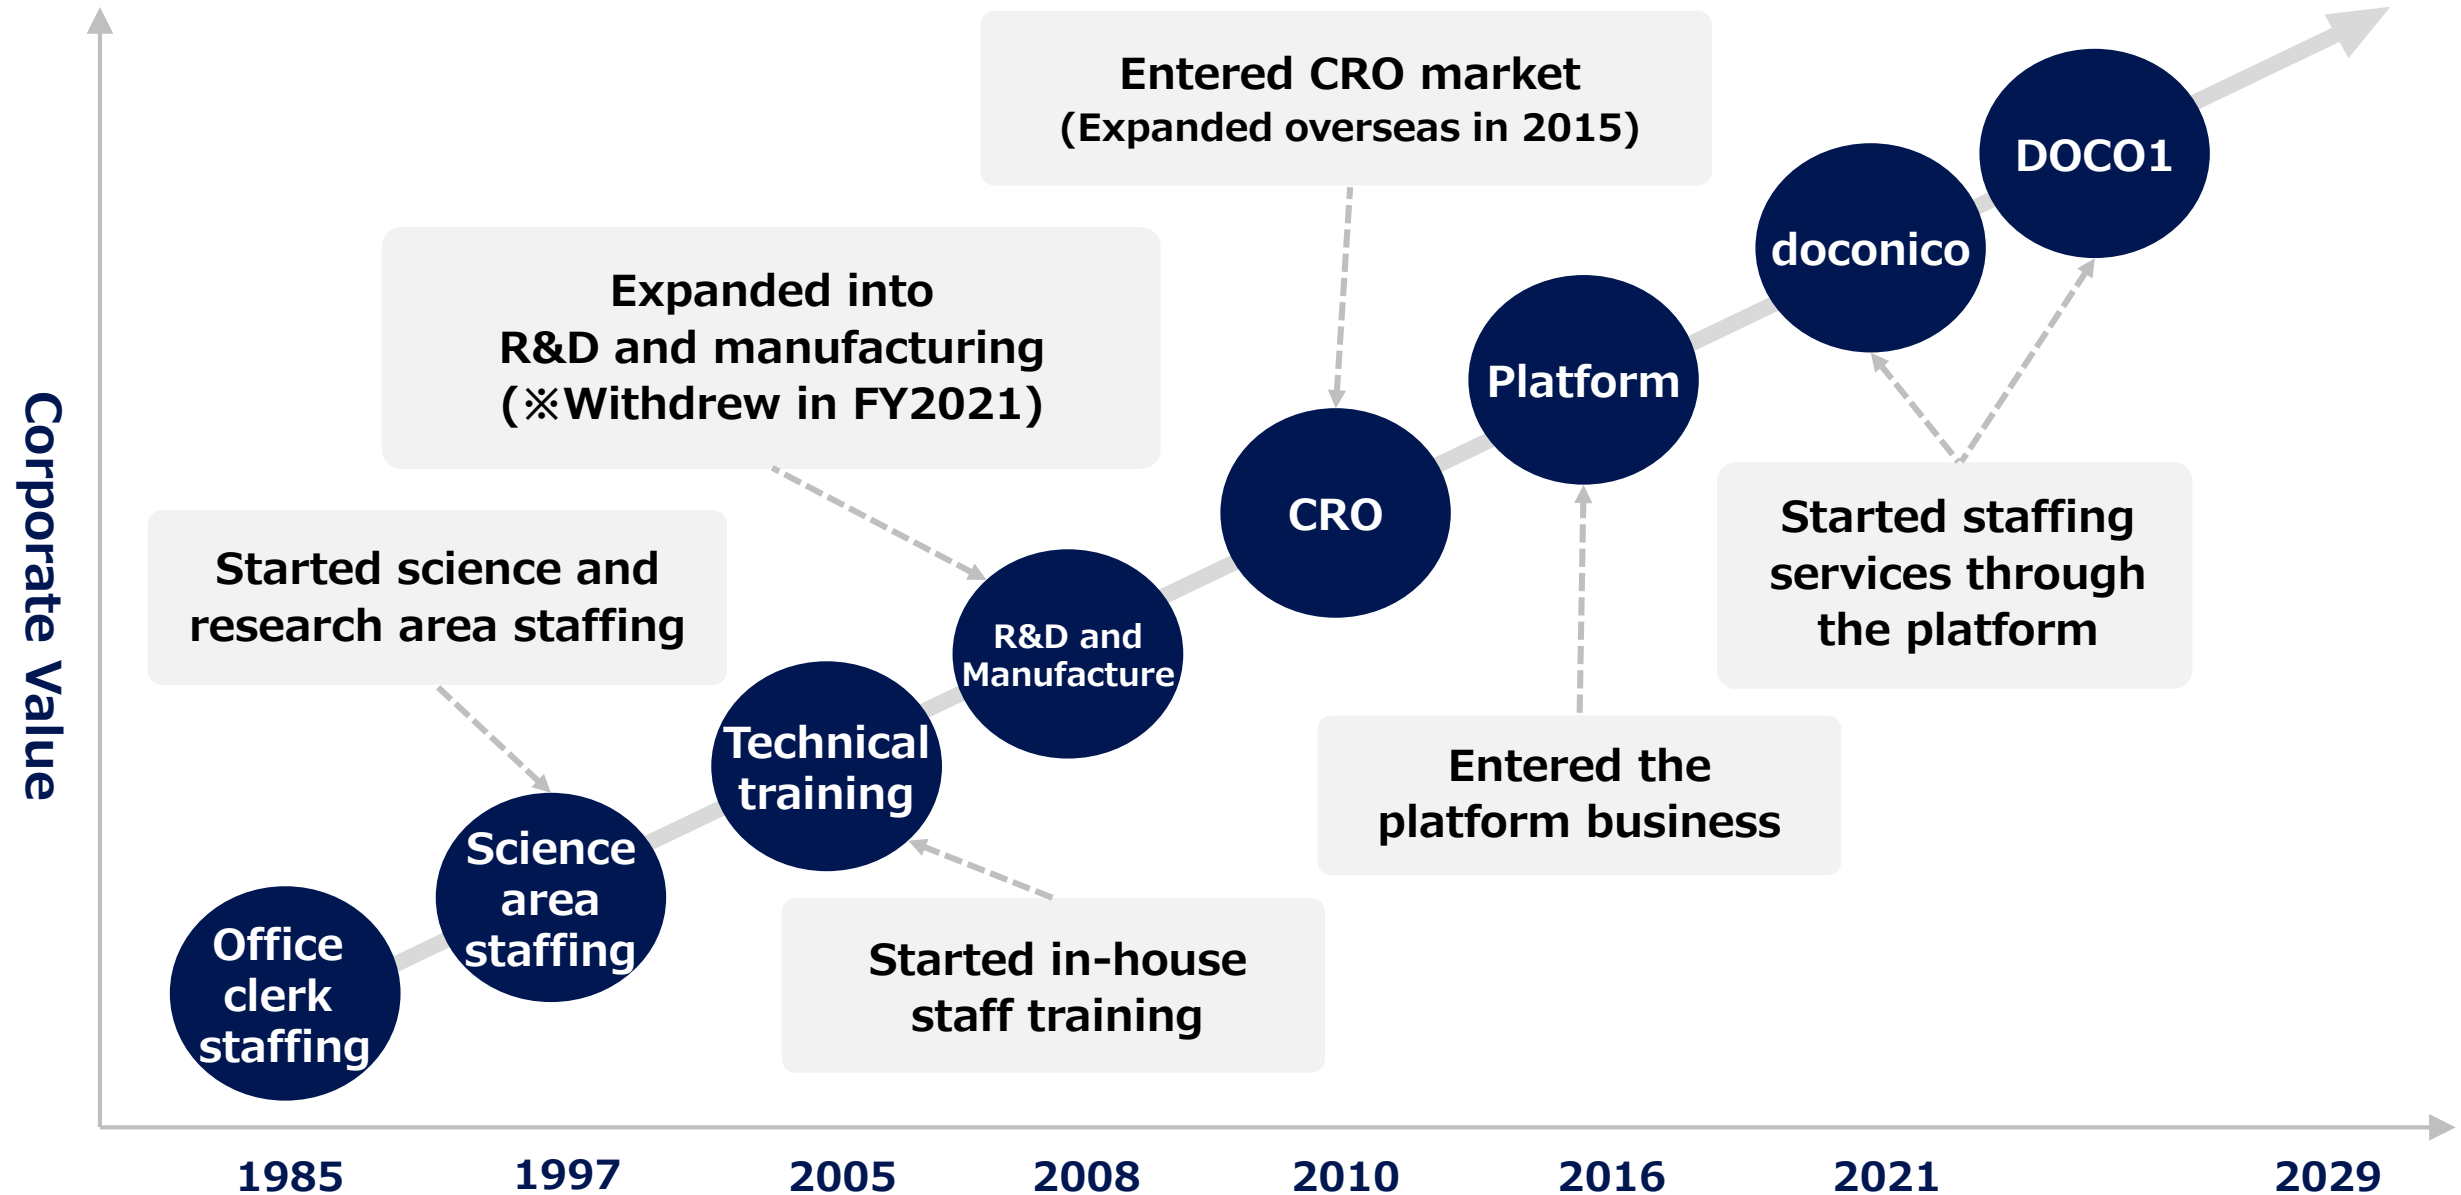 Corporate Value
Entered CRO market
(Expanded overseas in 2015)
DOCO1
doconico
Expanded into
R&D and manufacturing
(※Withdrew in FY2021)
Platform
CRO
Started staffing
services through
the platform
Started science and
research area staffing
R&D and
Manufacture
Technical
training
Entered the
platform business
Science
area
staffing
Office
clerk
staffing
Started in-house
staff training
1985
1997
2005
2008
2010
2016
2021
2029